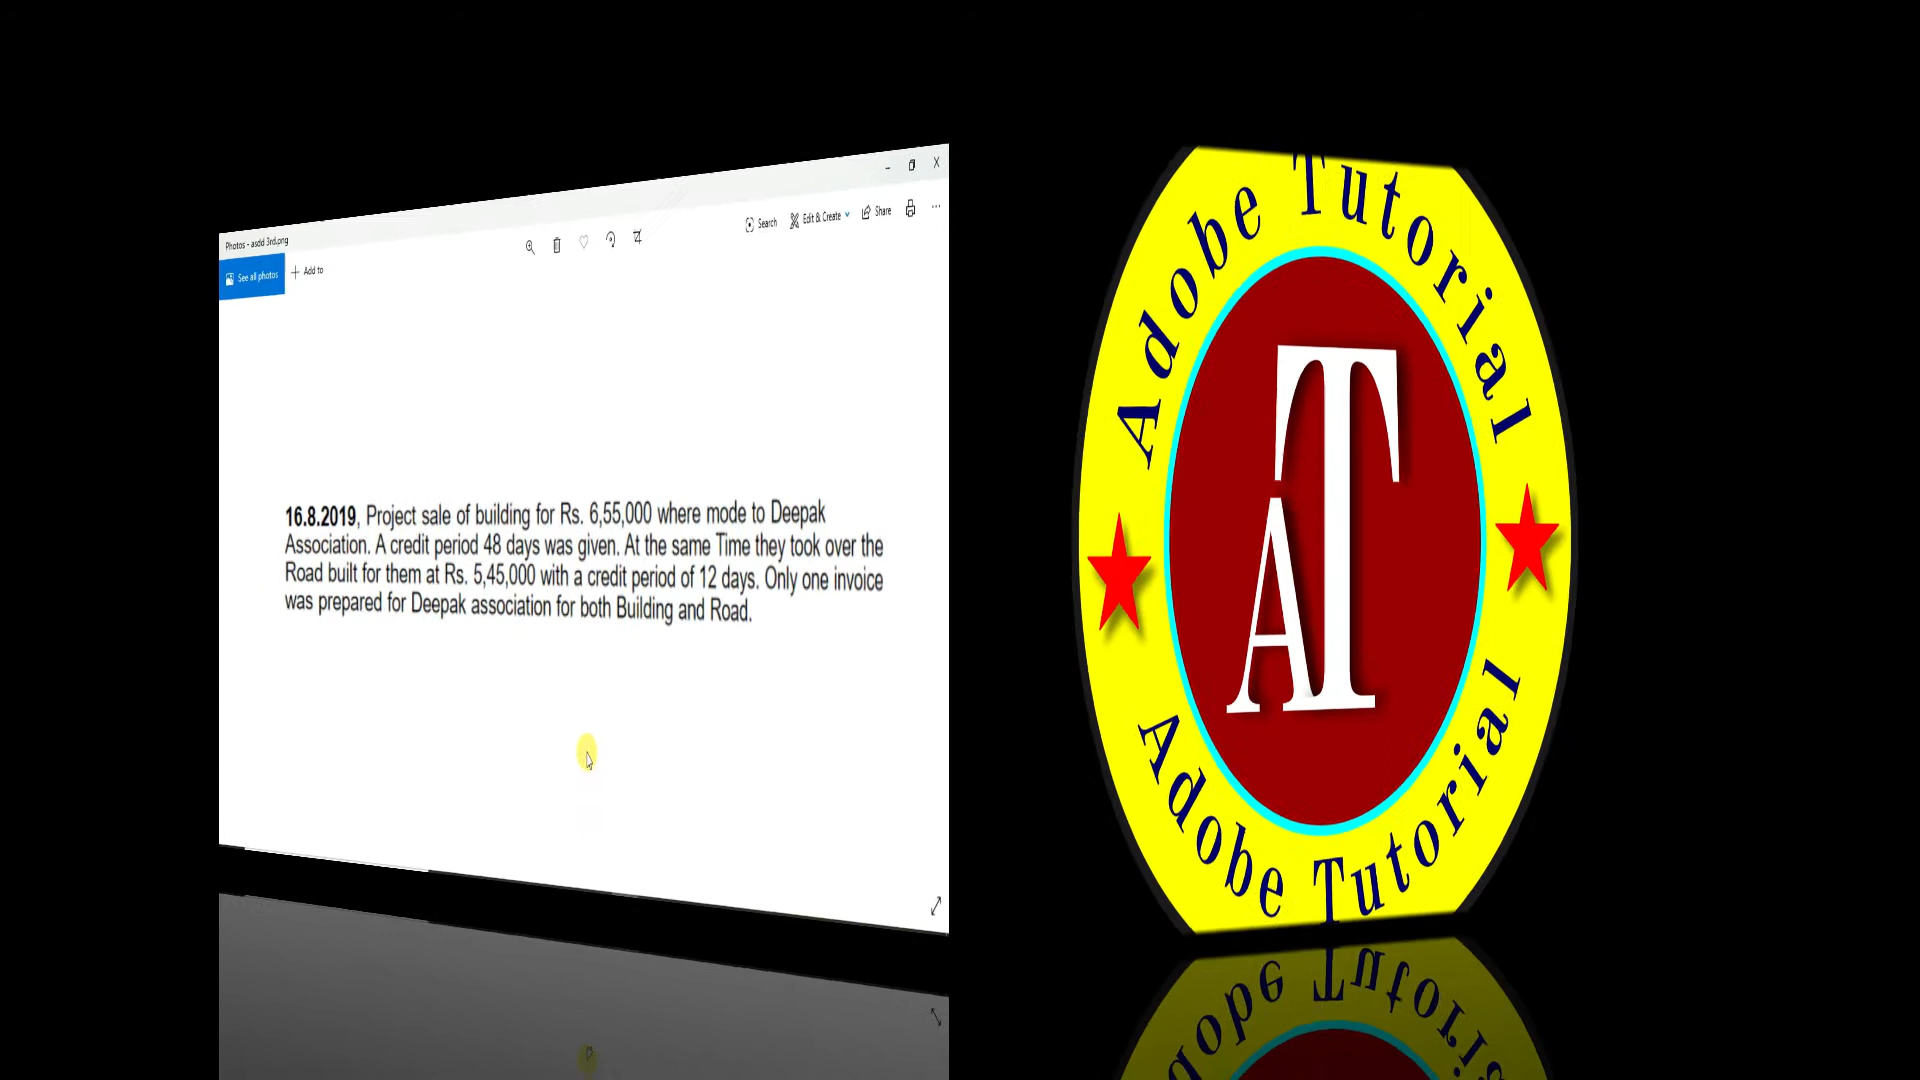 Photos - asdd 3rd.png
See all photos
Add to
Search
Edit & Create
Share
16.8.2019, Project sale of building for Rs. 6,55,000 where mode to Deepak
Association. A credit period 48 days was given. At the same Time they took over the
Road built for them at Rs. 5,45,000 with a credit period of 12 days. Only one invoice
was prepared for Deepak association for both Building and Road.
Adobe Tutorial
AT
Adobe Tutorial